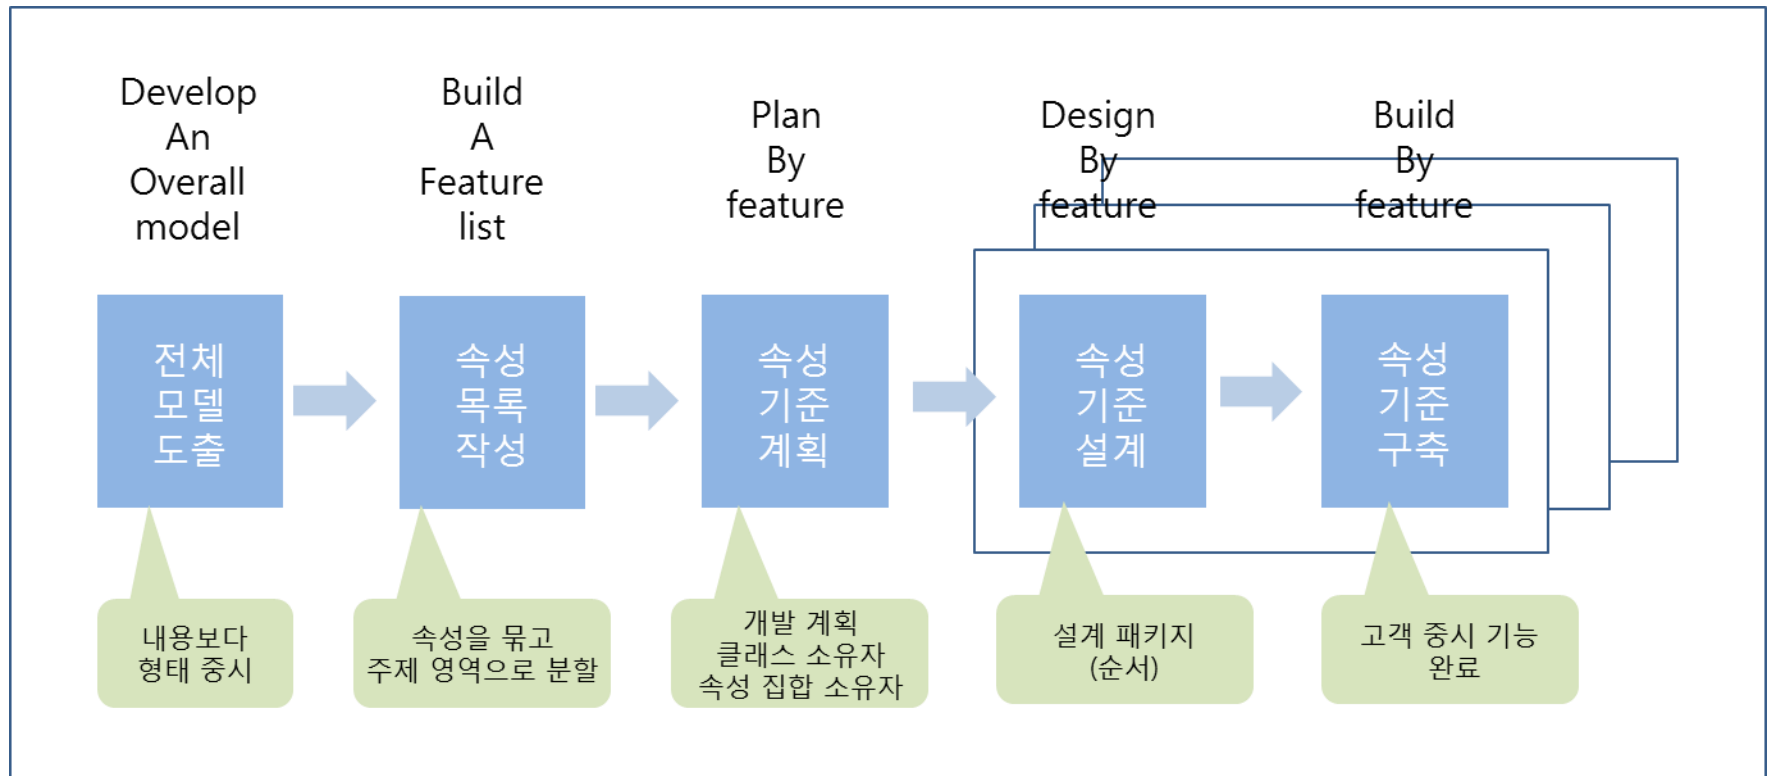 Develop
An
Overall
model
Build
A
Feature
list
Plan
By
feature
Design
By
feature
Build
By
feature
전체
모델
도출
속성
목록
작성
속성
기준
계획
속성
기준
설계
속성
기준
구축
내용보다
형태 중시
속성을 묶고
주제 영역으로 분할
개발 계획
클래스 소유자
속성 집합 소유자
설계 패키지
(순서)
고객 중시 기능
완료